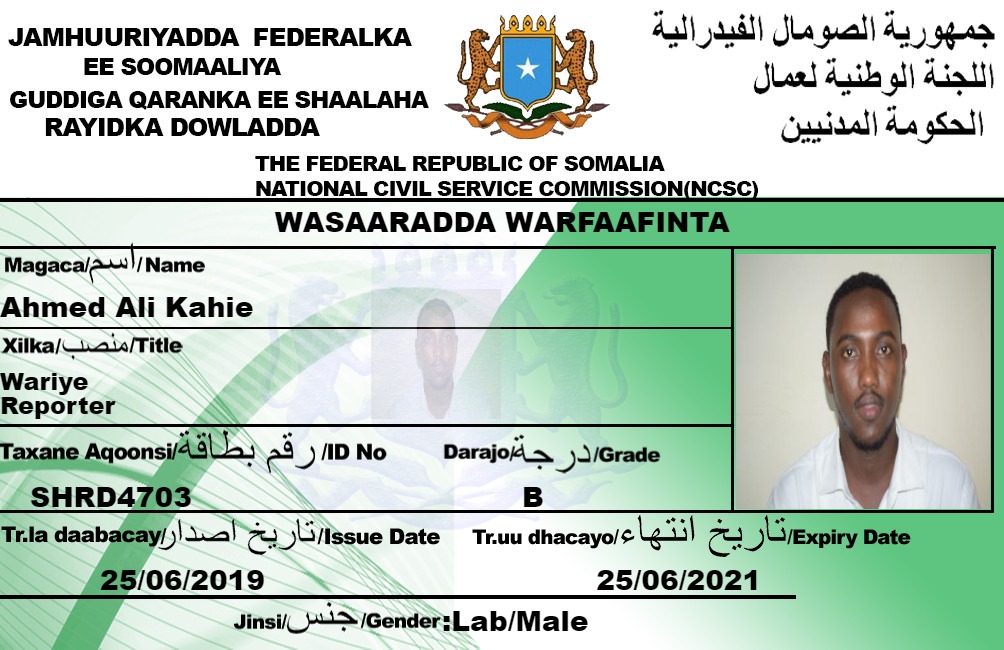 JAMHUURIYADDA FEDERALKA
EE SOOMAALIYA
GUDDIGA QARANKA EE SHAALAHA
RAYIDKA DOWLADDA
جمهورية الصومال الفيدرالية
اللجنة الوطنية لعمال
الحكومة المدنيين
THE FEDERAL REPUBLIC OF SOMALIA
NATIONAL CIVIL SERVICE COMMISSION(NCSC)
WASAARADDA WARFAAFINTA
Magaca/اسم/Name
Ahmed Ali Kahie
Xilka/منصب/Title
Wariye
Reporter
Taxane Aqoonsi/رقم بطاقة/ID No
Darajo/درجة/Grade
SHRD4703
B
Tr.la daabacay/تاريخ اصدار/Issue Date
Tr.uu dhacayo/تاريخ انتهاء/Expiry Date
25/06/2019
25/06/2021
Jinsi/جنس/Gender:Lab/Male